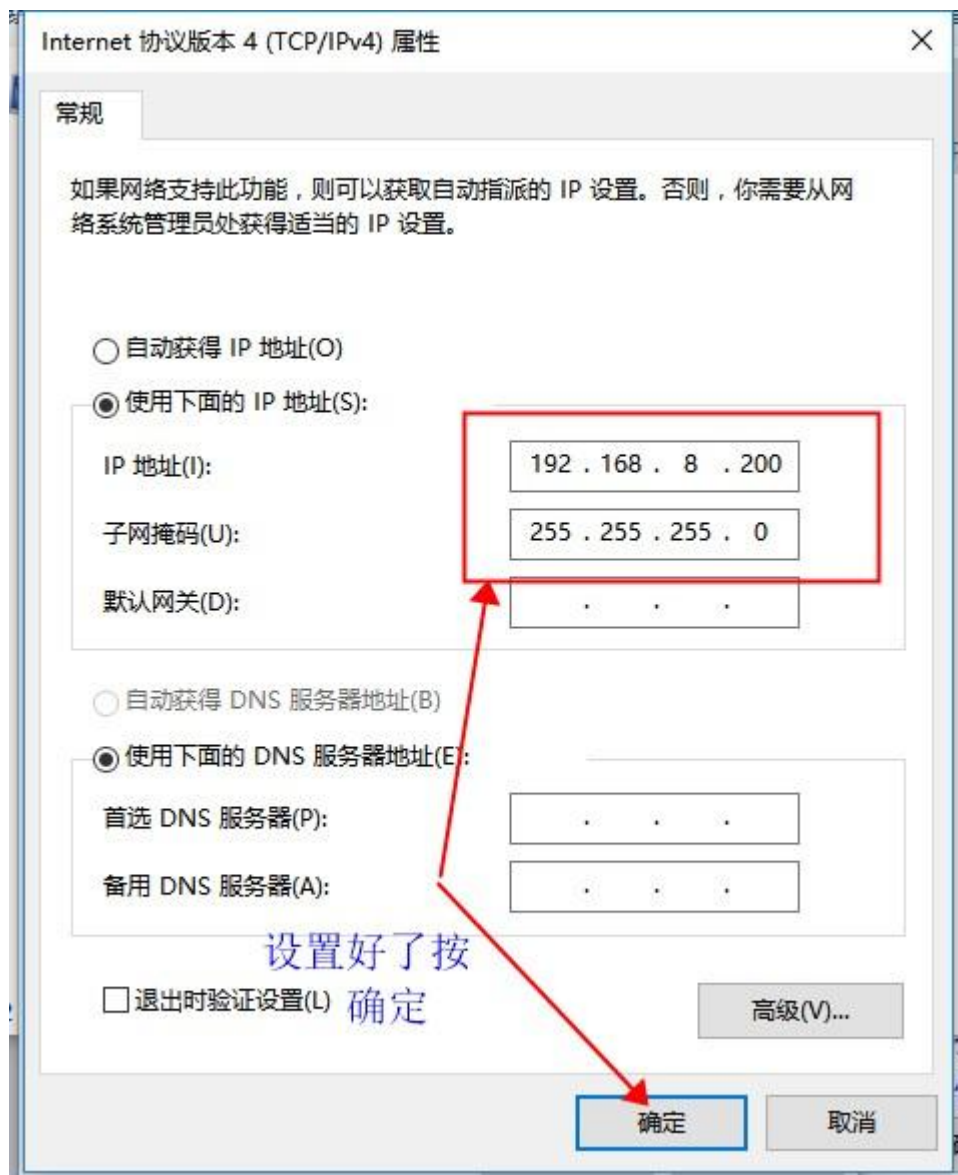 Internet 协议版本 4 (TCP/IPv4) 属性
常规
如果网络支持此功能，则可以获取自动指派的 IP 设置。否则，你需要从网
络系统管理员处获得适当的 IP 设置。
自动获得 IP 地址(O)
使用下面的 IP 地址(S):
IP 地址(I): 192 . 168 . 8 . 200
子网掩码(U): 255 . 255 . 255 . 0
默认网关(D): . . .
自动获得 DNS 服务器地址(B)
使用下面的 DNS 服务器地址(E):
首选 DNS 服务器(P): . . .
备用 DNS 服务器(A): . . .
设置好了按
确定
退出时验证设置(L)
高级(V)...
确定 取消